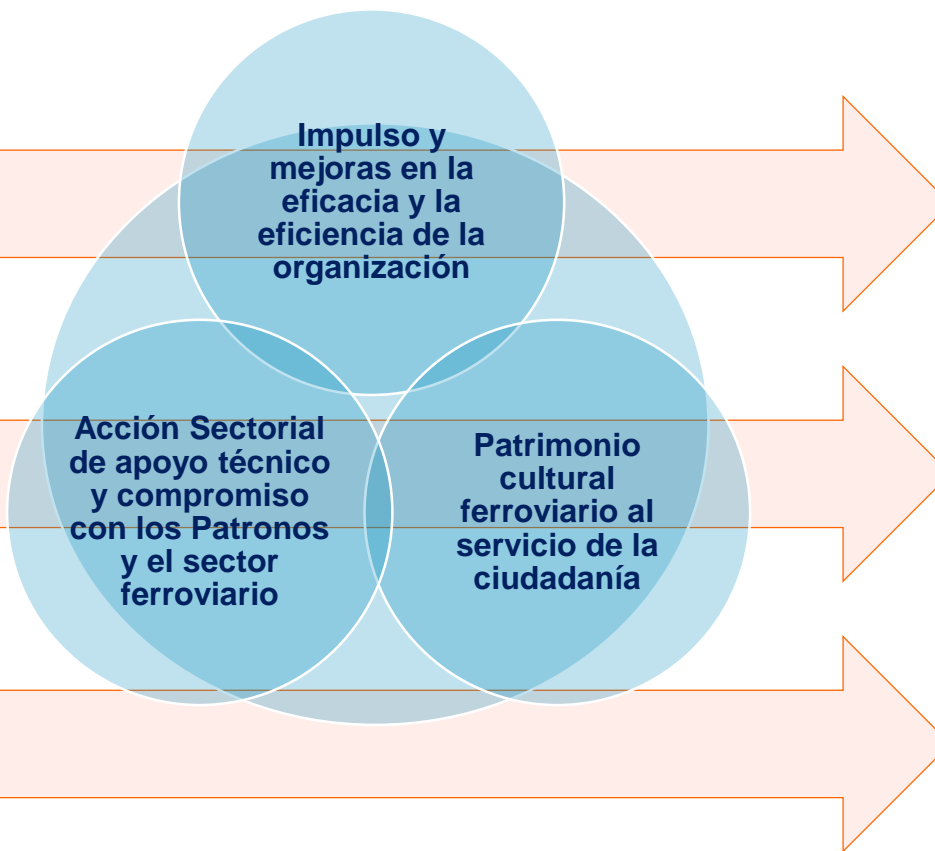 Impulso y
mejoras en la
eficacia y la
eficiencia de la
organización
Acción Sectorial
de apoyo técnico
y compromiso
con los Patronos
y el sector
ferroviario
Patrimonio
cultural
ferroviario al
servicio de la
ciudadanía